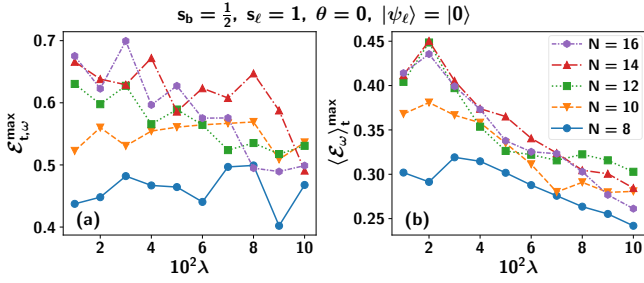 s_b = 1/2, s_ℓ = 1, θ = 0, |ψ_ℓ⟩ = |0⟩
ℰ^max_t,ω
0.7
0.6
0.5
0.4
(a)
2 4 6 8 10
10²λ
⟨ℰ_ω⟩^max_t
0.45
0.40
0.35
0.30
0.25
(b)
2 4 6 8 10
10²λ
N = 16
N = 14
N = 12
N = 10
N = 8